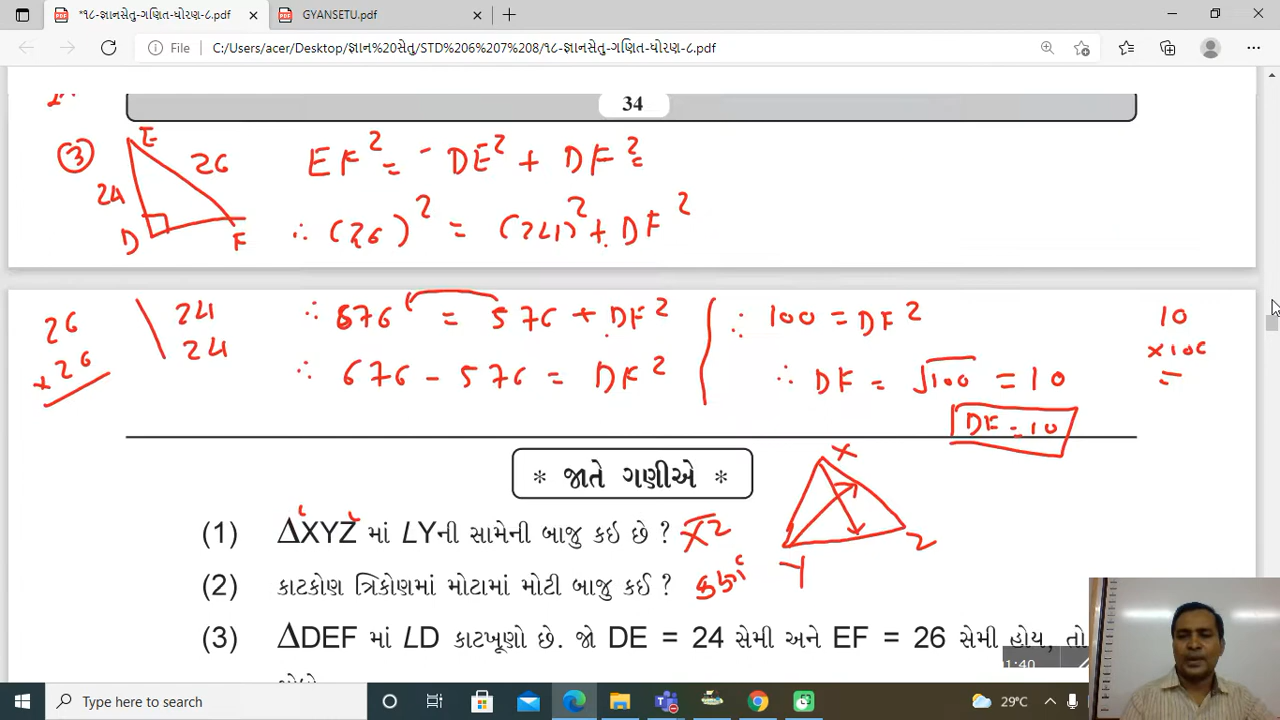 *૧૮-જ્ઞાનસેતુ-ગણિત-ધોરણ-૮.pdf
GYANSETU.pdf
File
C:/Users/acer/Desktop/જ્ઞાન%20સેતુ/STD%206%207%208/૧૮-જ્ઞાનસેતુ-ગણિત-ધોરણ-૮.pdf
34
③ E 26 24 D F
EF² = DE² + DF²
∴ (26)² = (24)² + DF²
26
×26
24
24
∴ 676 = 576 + DF²
∴ 676 - 576 = DF²
∴ 100 = DF²
∴ DF = √100 = 10
DF = 10
10
×10
* જાતે ગણીએ *
X
Y
Z
(1) ΔXYZ માં ∠Yની સામેની બાજુ કઇ છે ? XZ
(2) કાટકોણ ત્રિકોણમાં મોટામાં મોટી બાજુ કઈ ? કર્ણ
(3) ΔDEF માં ∠D કાટખૂણો છે. જો DE = 24 સેમી અને EF = 26 સેમી હોય, તો
1:40
Type here to search
29°C